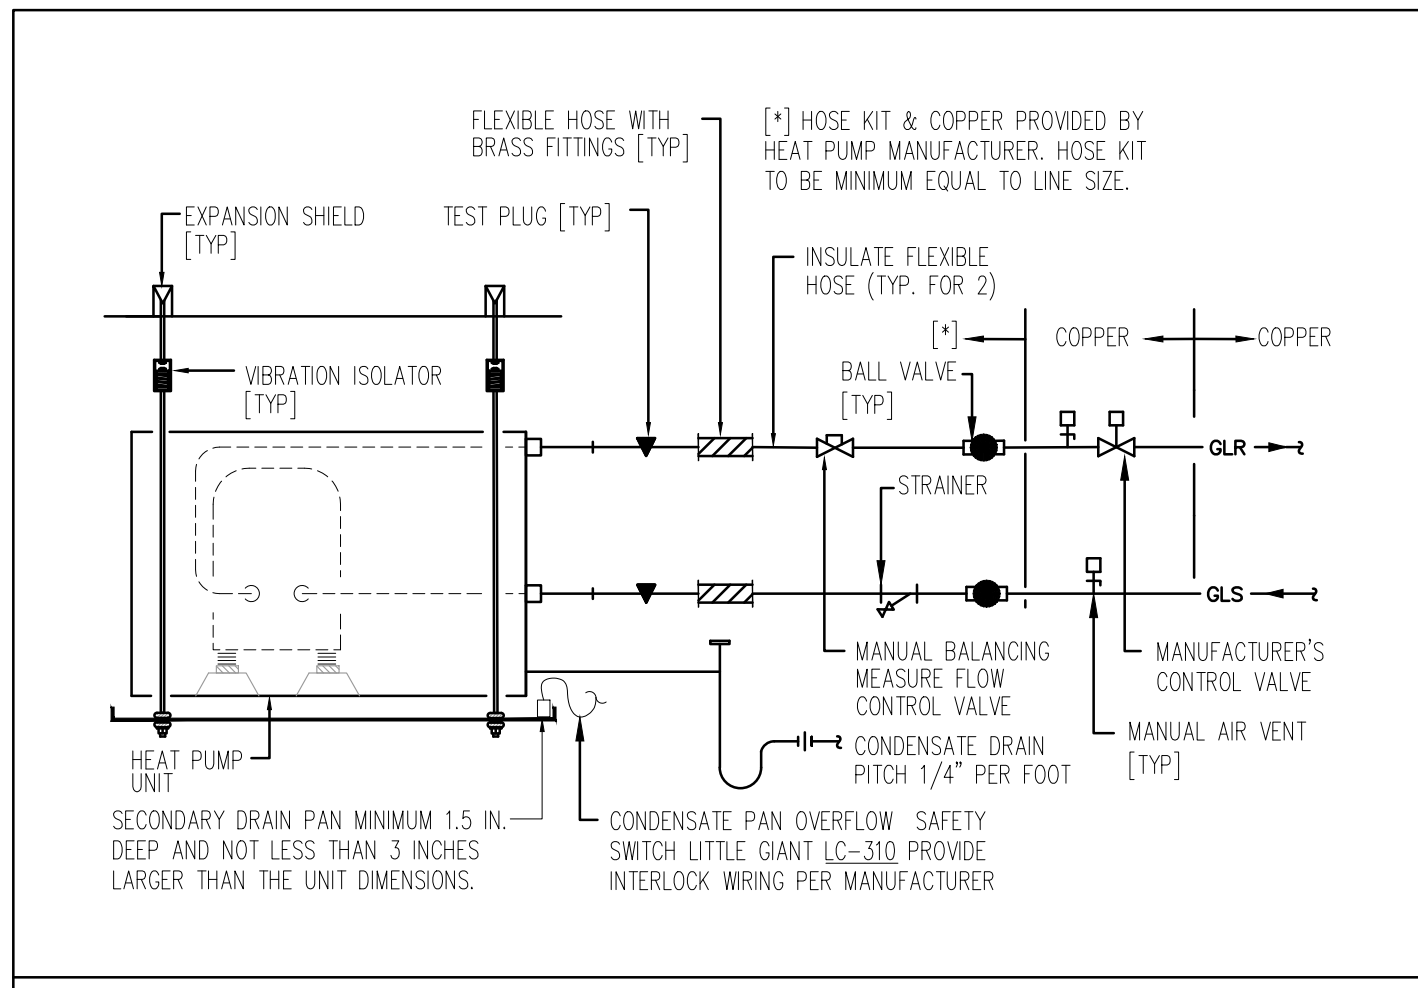 FLEXIBLE HOSE WITH
BRASS FITTINGS [TYP]
[*] HOSE KIT & COPPER PROVIDED BY
HEAT PUMP MANUFACTURER. HOSE KIT
TO BE MINIMUM EQUAL TO LINE SIZE.
EXPANSION SHIELD
[TYP]
TEST PLUG [TYP]
INSULATE FLEXIBLE
HOSE (TYP. FOR 2)
[*]
COPPER
COPPER
VIBRATION ISOLATOR
[TYP]
BALL VALVE
[TYP]
GLR
STRAINER
GLS
MANUAL BALANCING
MEASURE FLOW
CONTROL VALVE
MANUFACTURER'S
CONTROL VALVE
MANUAL AIR VENT
[TYP]
HEAT PUMP
UNIT
CONDENSATE DRAIN
PITCH 1/4" PER FOOT
SECONDARY DRAIN PAN MINIMUM 1.5 IN.
DEEP AND NOT LESS THAN 3 INCHES
LARGER THAN THE UNIT DIMENSIONS.
CONDENSATE PAN OVERFLOW SAFETY
SWITCH LITTLE GIANT LC-310 PROVIDE
INTERLOCK WIRING PER MANUFACTURER